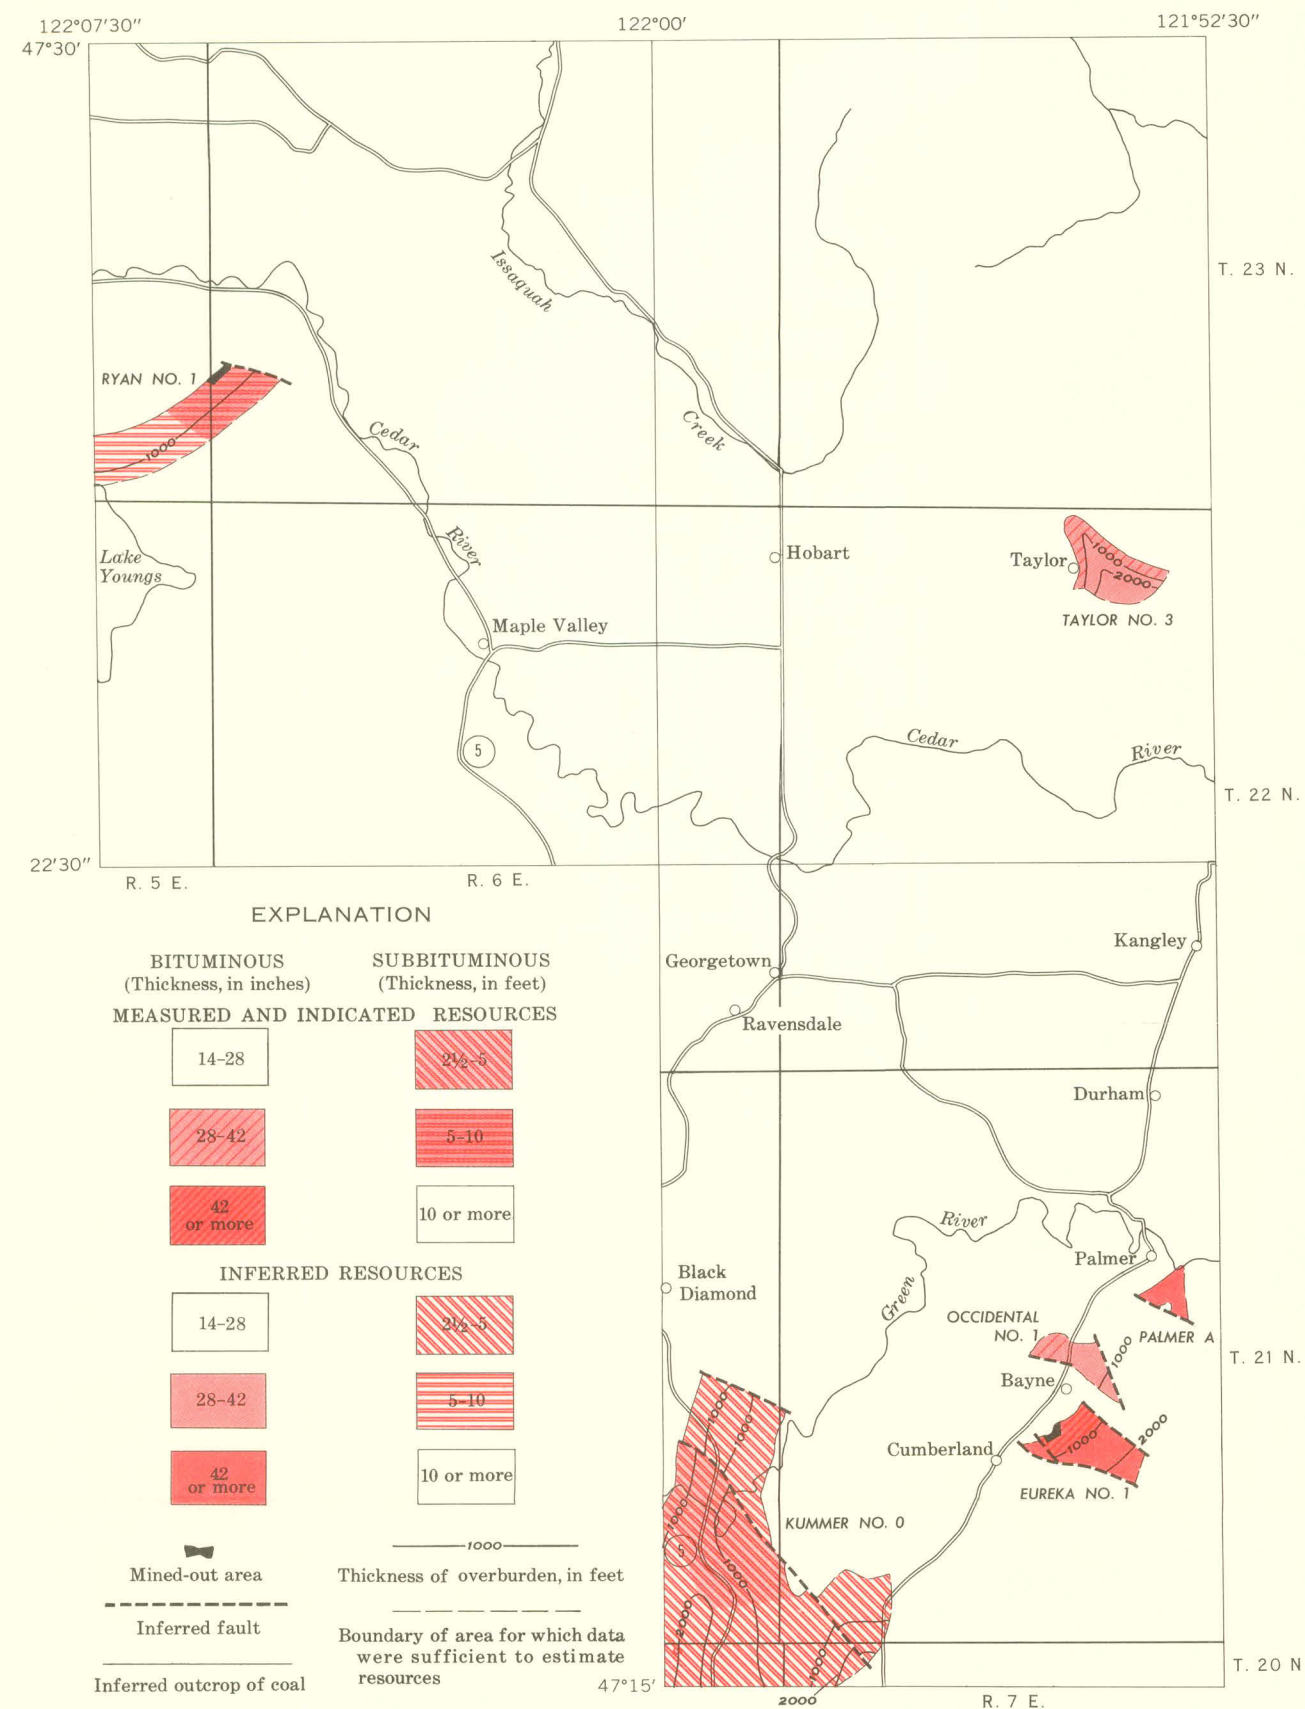 122°07′30″
122°00′
121°52′30″
47°30′
T. 23 N.
Issaquah
Creek
RYAN NO. 1
1000
Cedar
River
Lake
Youngs
Hobart
Taylor
1000
2000
TAYLOR NO. 3
Maple Valley
5
Cedar
River
T. 22 N.
22′30″
R. 5 E.
R. 6 E.
EXPLANATION
BITUMINOUS
(Thickness, in inches)
SUBBITUMINOUS
(Thickness, in feet)
MEASURED AND INDICATED RESOURCES
14–28
2½–5
28–42
5–10
42
or more
10 or more
INFERRED RESOURCES
14–28
2½–5
28–42
5–10
42
or more
10 or more
Mined-out area
1000
Thickness of overburden, in feet
Inferred fault
Boundary of area for which data
were sufficient to estimate
resources
Inferred outcrop of coal
Kangley
Georgetown
Ravensdale
Durham
River
Green
Palmer
Black
Diamond
OCCIDENTAL
NO. 1
1000
PALMER A
T. 21 N.
Bayne
1000
1000
2000
1000
Cumberland
EUREKA NO. 1
1000
KUMMER NO. 0
5
1000
2000
1000
T. 20 N
47°15′
2000
R. 7 E.